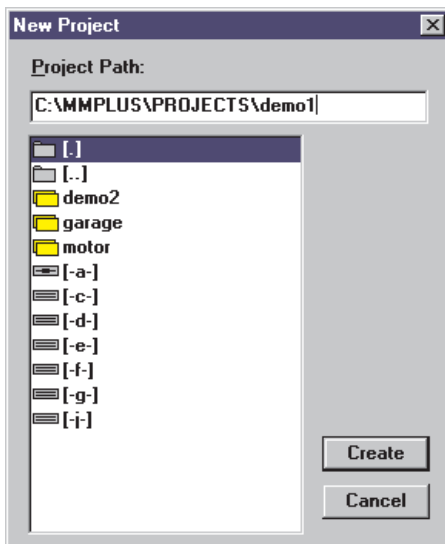 New Project
Project Path:
C:\MMPLUS\PROJECTS\demo1
[.]
[..]
demo2
garage
motor
[-a-]
[-c-]
[-d-]
[-e-]
[-f-]
[-g-]
[-j-]
Create
Cancel